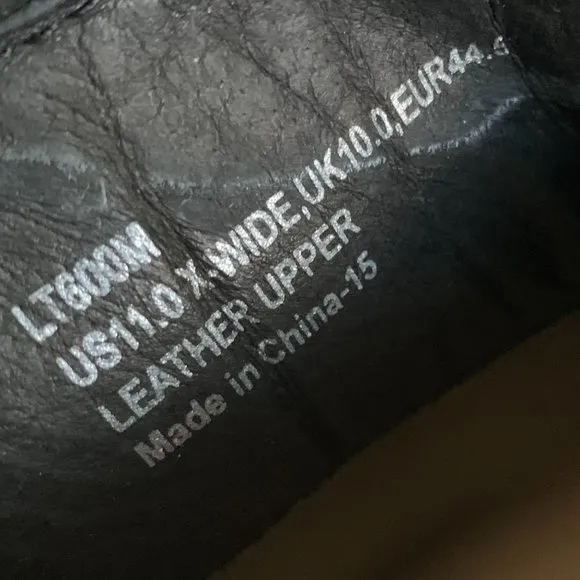 LT600M
US11.0 X-WIDE,UK10.0,EUR44.
LEATHER UPPER
Made in China-15